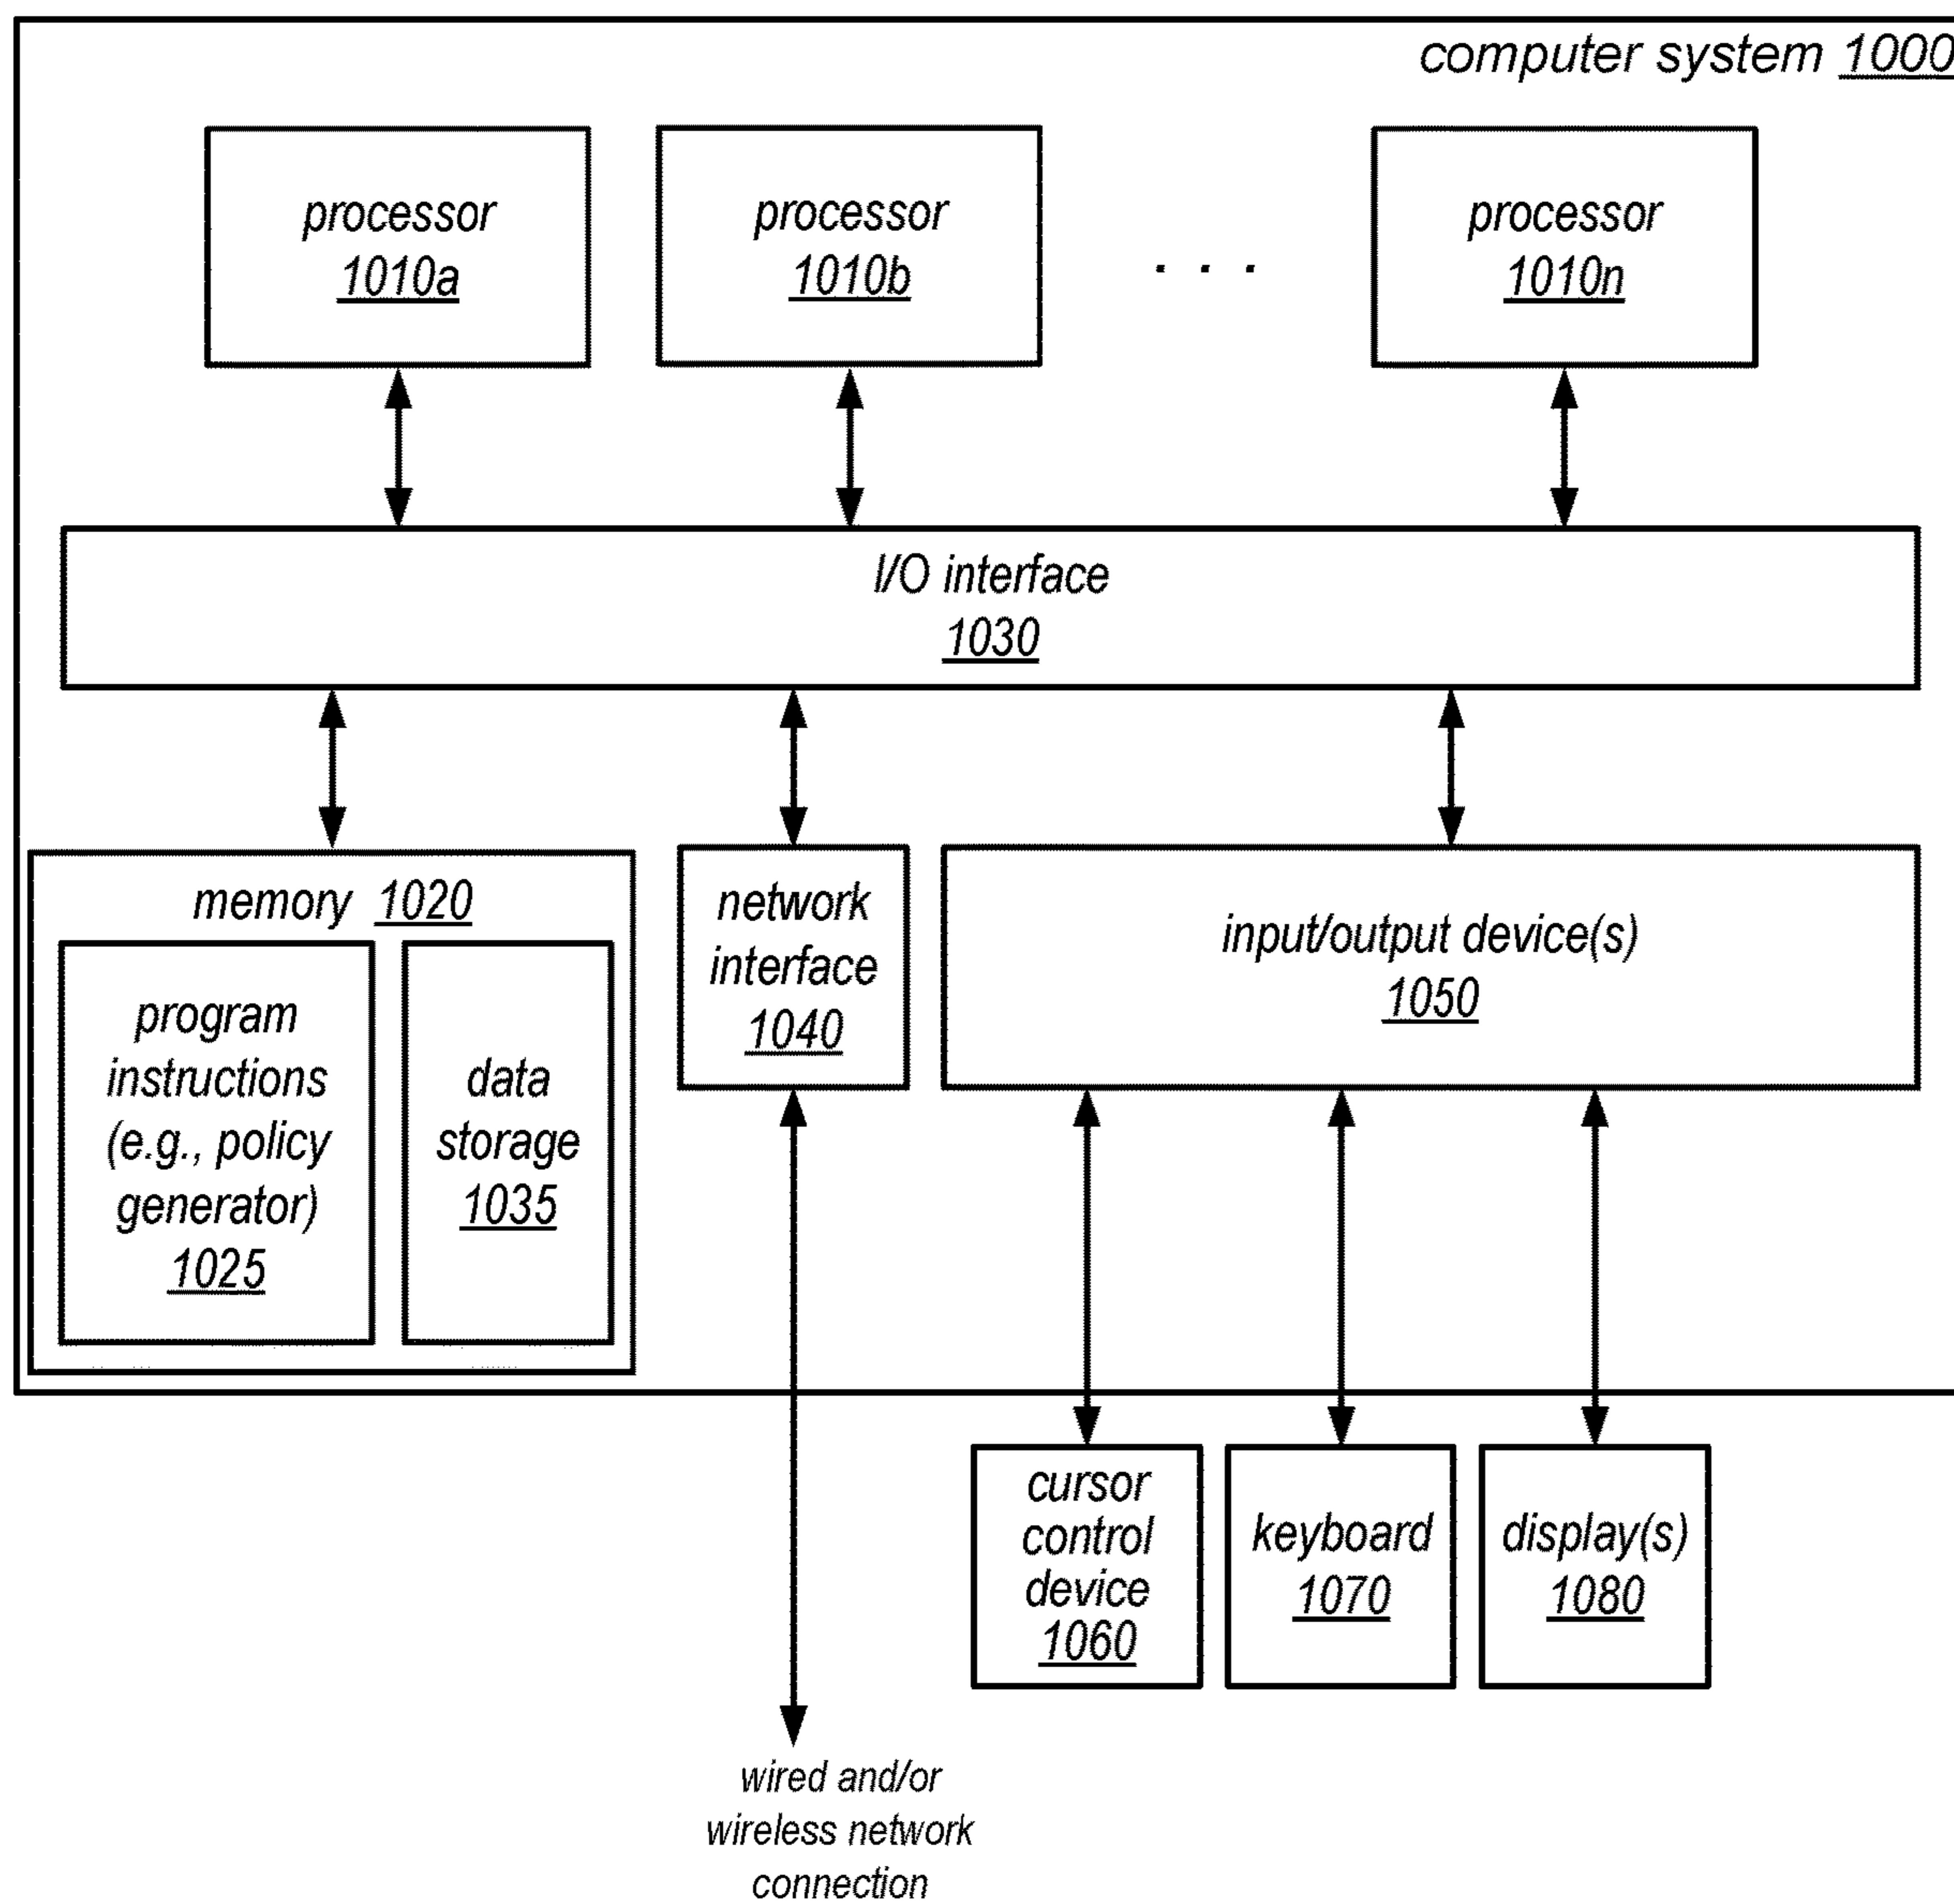 computer system 1000
processor
1010a
processor
1010b
. . .
processor
1010n
I/O interface
1030
memory 1020
program
instructions
(e.g., policy
generator)
1025
data
storage
1035
network
interface
1040
input/output device(s)
1050
cursor
control
device
1060
keyboard
1070
display(s)
1080
wired and/or
wireless network
connection